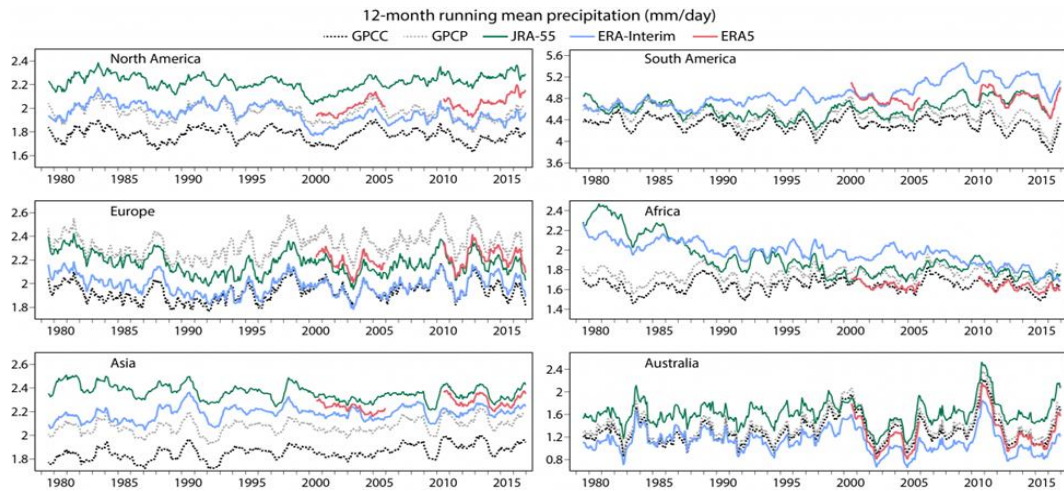 12-month running mean precipitation (mm/day)
GPCC GPCP JRA-55 ERA-Interim ERA5
North America
2.4
2.2
2
1.8
1.6
1980 1985 1990 1995 2000 2005 2010 2015
South America
5.6
5.2
4.8
4.4
4
3.6
1980 1985 1990 1995 2000 2005 2010 2015
Europe
2.6
2.4
2.2
2
1.8
1980 1985 1990 1995 2000 2005 2010 2015
Africa
2.4
2.2
2
1.8
1.6
1.4
1980 1985 1990 1995 2000 2005 2010 2015
Asia
2.6
2.4
2.2
2
1.8
1980 1985 1990 1995 2000 2005 2010 2015
Australia
2.4
2
1.6
1.2
0.8
1980 1985 1990 1995 2000 2005 2010 2015